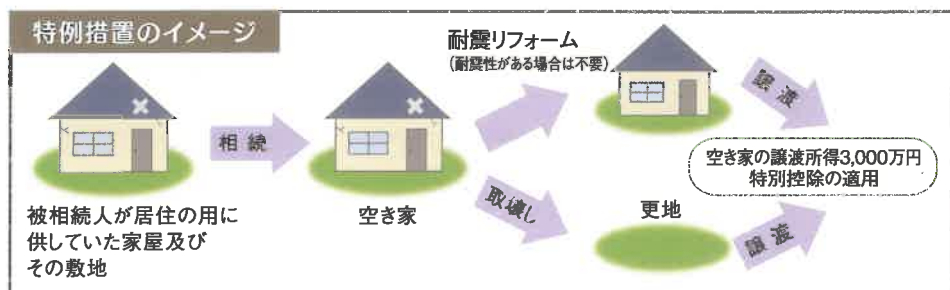 特例措置のイメージ
耐震リフォーム
(耐震性がある場合は不要)
相続
譲渡
空き家の譲渡所得3,000万円
特別控除の適用
被相続人が居住の用に
供していた家屋及び
その敷地
空き家
取壊し
更地
譲渡